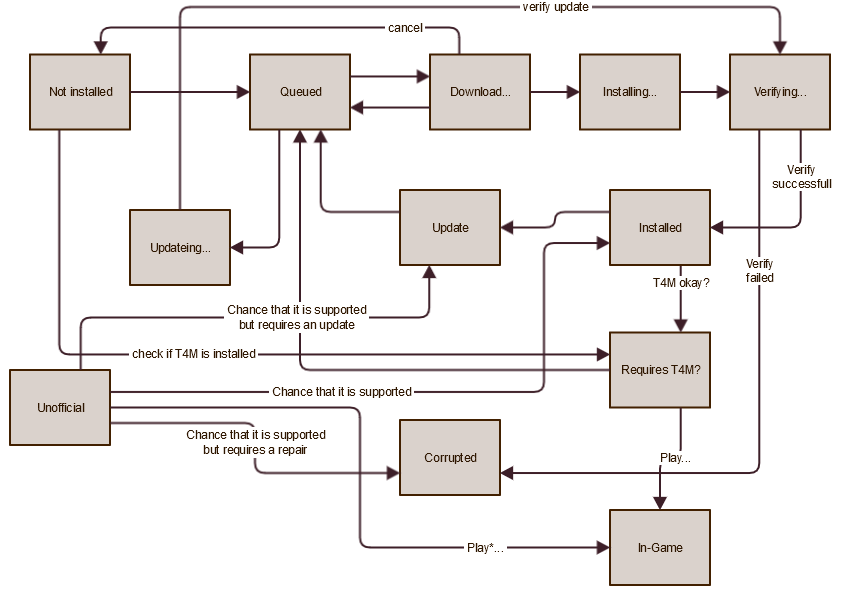 verify update
cancel
Not installed
Queued
Download...
Installing...
Verifying...
Verify
successfull
Updateing...
Update
Installed
Verify
failed
T4M okay?
Chance that it is supported
but requires an update
check if T4M is installed
Requires T4M?
Chance that it is supported
Unofficial
Chance that it is supported
but requires a repair
Corrupted
Play...
Play*...
In-Game